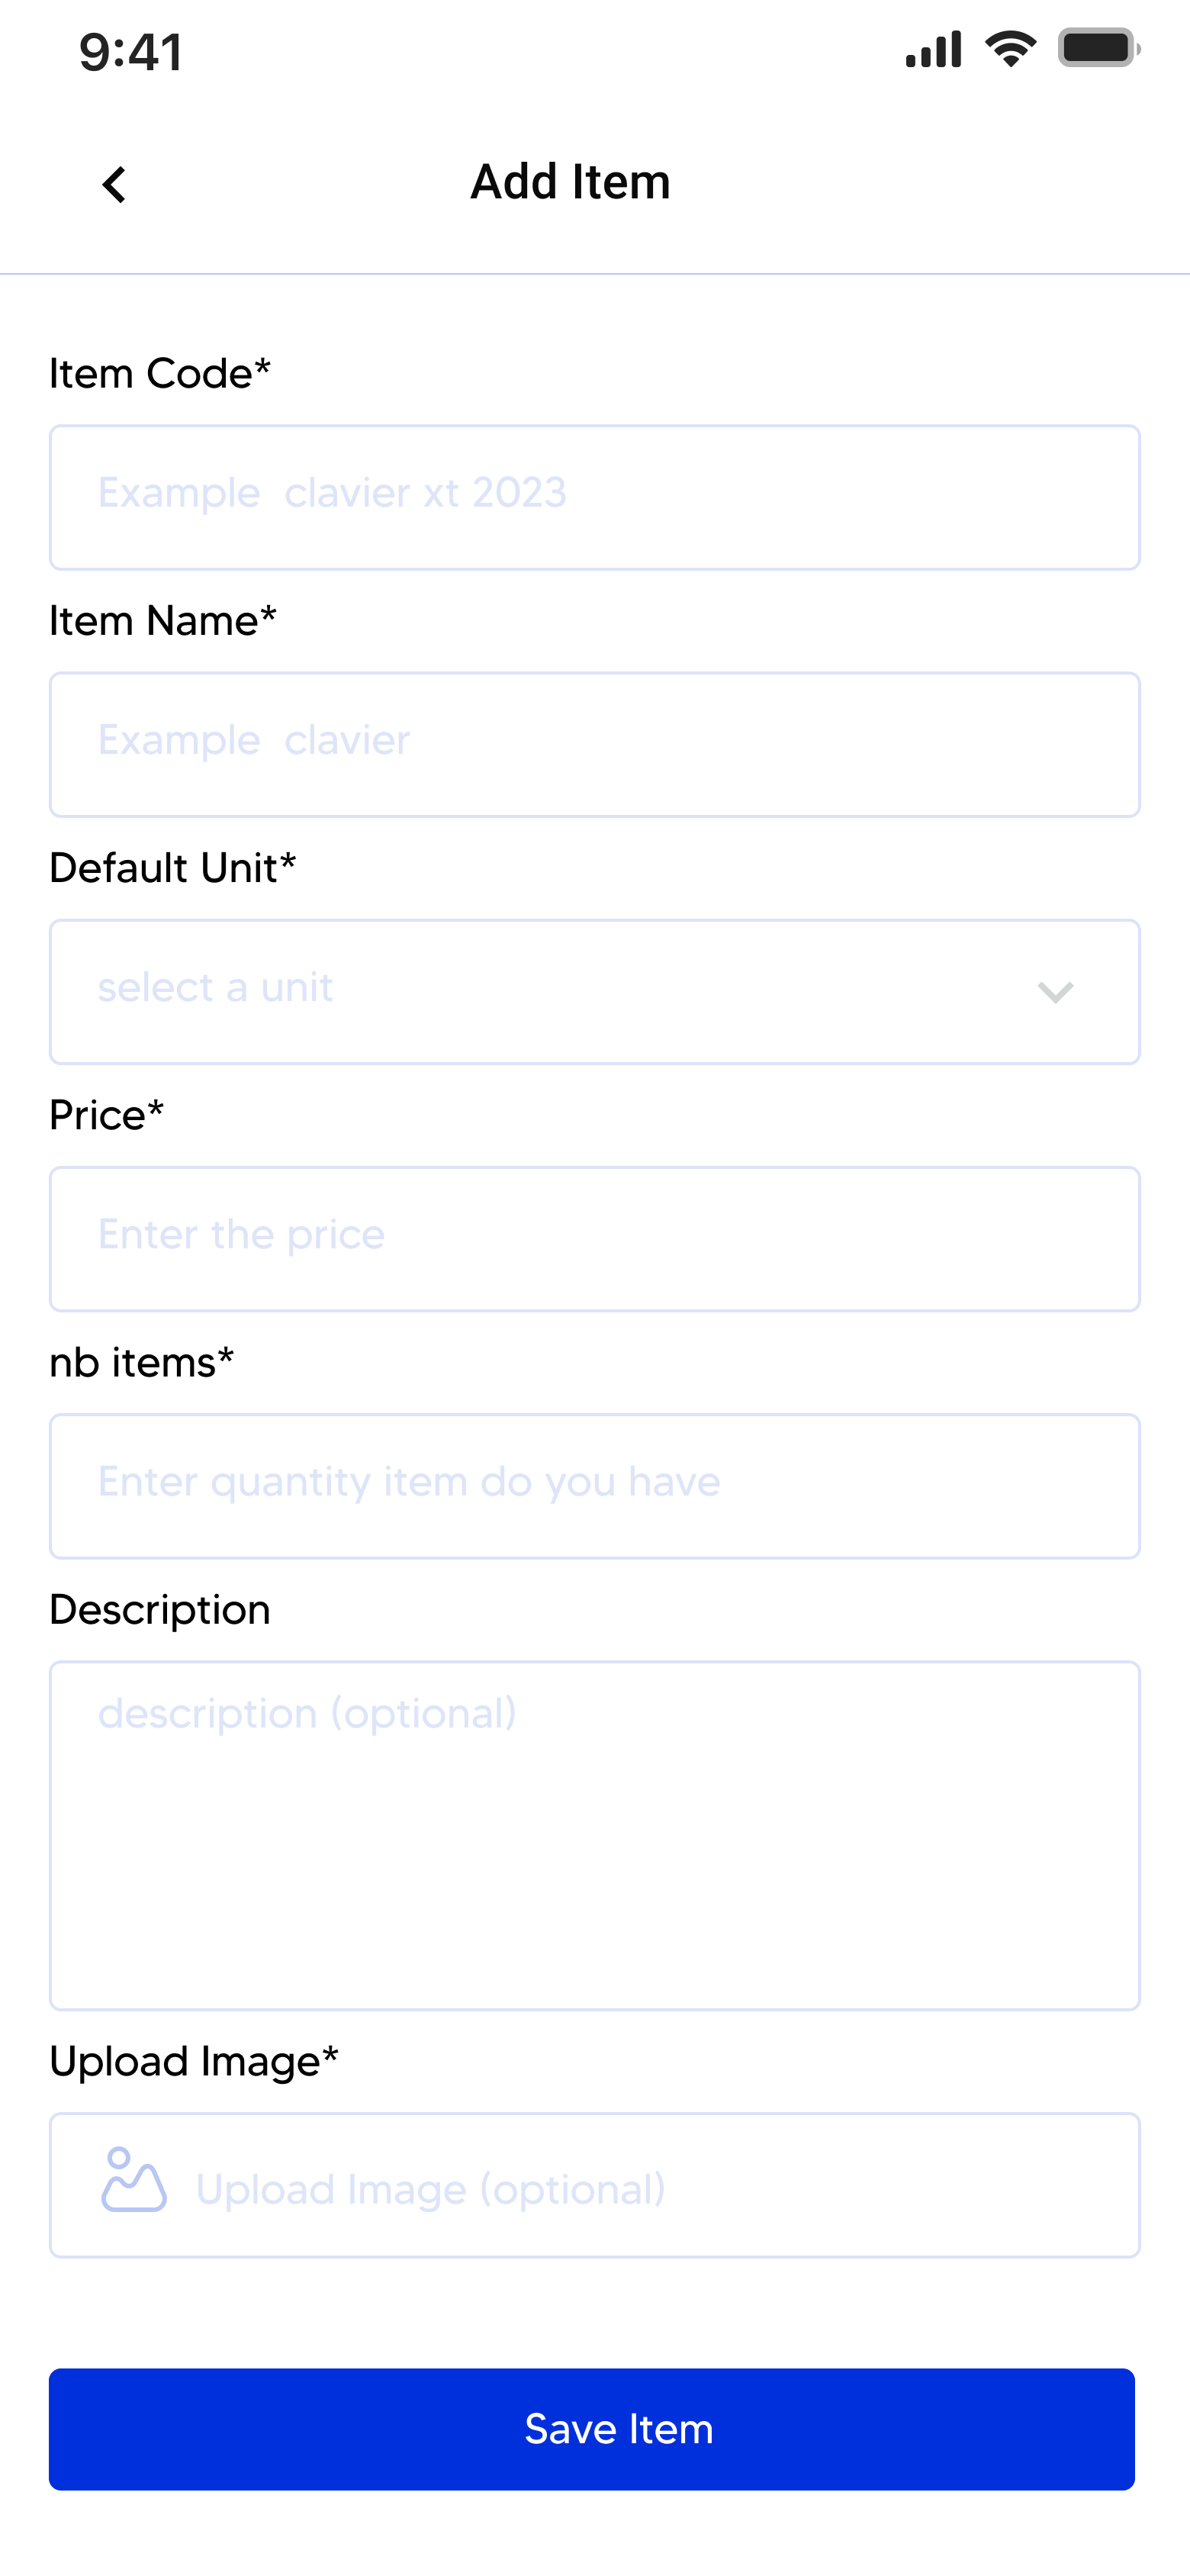 9:41
Add Item
Item Code*
Example  clavier xt 2023
Item Name*
Example  clavier
Default Unit*
select a unit
Price*
Enter the price
nb items*
Enter quantity item do you have
Description
description (optional)
Upload Image*
Upload Image (optional)
Save Item